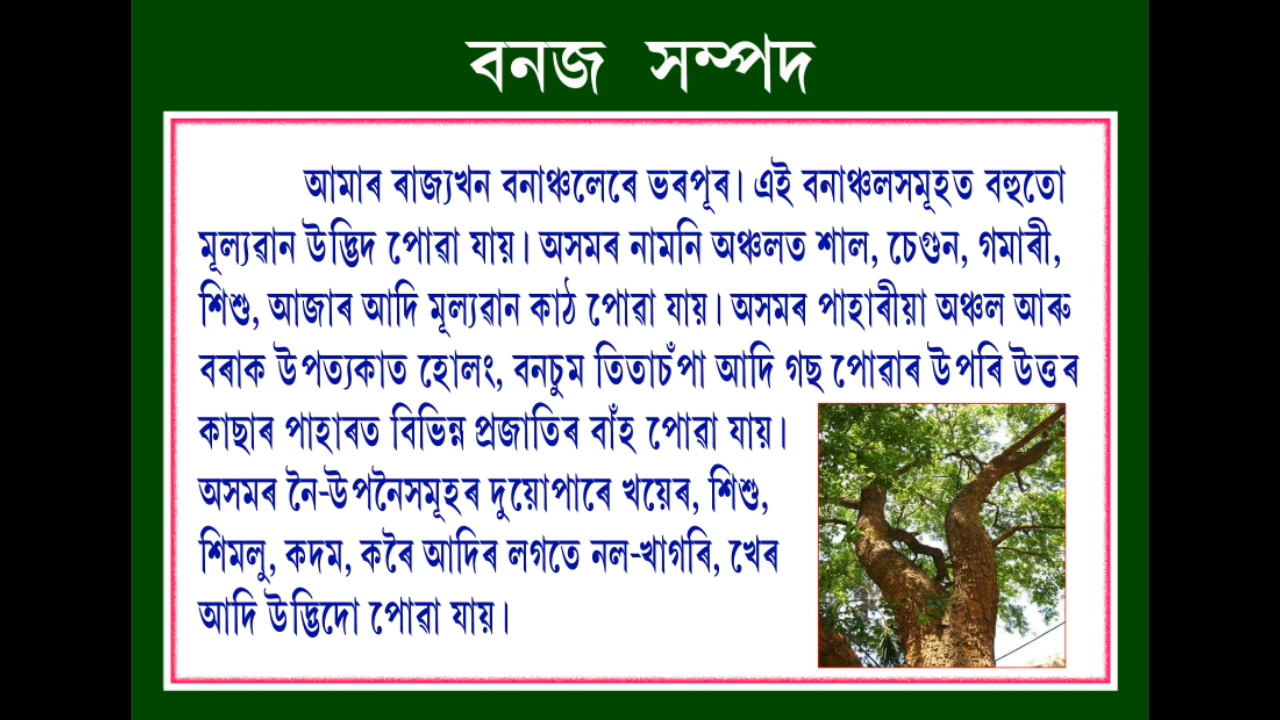 বনজ সম্পদ
আমাৰ ৰাজ্যখন বনাঞ্চলেৰে ভৰপূৰ। এই বনাঞ্চলসমূহত বহুতো
মূল্যৱান উদ্ভিদ পোৱা যায়। অসমৰ নামনি অঞ্চলত শাল, চেগুন, গমাৰী,
শিশু, আজাৰ আদি মূল্যৱান কাঠ পোৱা যায়। অসমৰ পাহাৰীয়া অঞ্চল আৰু
বৰাক উপত্যকাত হোলং, বনচুম তিতাচঁপা আদি গছ পোৱাৰ উপৰি উত্তৰ
কাছাৰ পাহাৰত বিভিন্ন প্ৰজাতিৰ বাঁহ পোৱা যায়।
অসমৰ নৈ-উপনৈসমূহৰ দুয়োপাৰে খয়েৰ, শিশু,
শিমলু, কদম, কৰৈ আদিৰ লগতে নল-খাগৰি, খেৰ
আদি উদ্ভিদো পোৱা যায়।